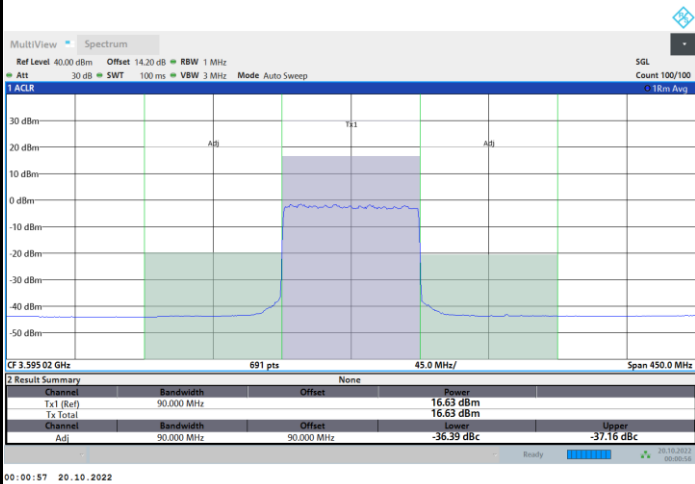 MultiView Spectrum
Ref Level 40.00 dBm Offset 14.20 dB RBW 1 MHz SGL
Att 30 dB SWT 100 ms VBW 3 MHz Mode Auto Sweep Count 100/100
1 ACLR 1Rm Avg
30 dBm
Tx1
20 dBm
Adj Adj
10 dBm
0 dBm
-10 dBm
-20 dBm
-30 dBm
-40 dBm
-50 dBm
CF 3.595 02 GHz 691 pts 45.0 MHz/ Span 450.0 MHz
2 Result Summary None
Channel Bandwidth Offset Power
Tx1 (Ref) 90.000 MHz 16.63 dBm
Tx Total 16.63 dBm
Channel Bandwidth Offset Lower Upper
Adj 90.000 MHz 90.000 MHz -36.39 dBc -37.16 dBc
Ready 20.10.2022
00:00:56
00:00:57 20.10.2022